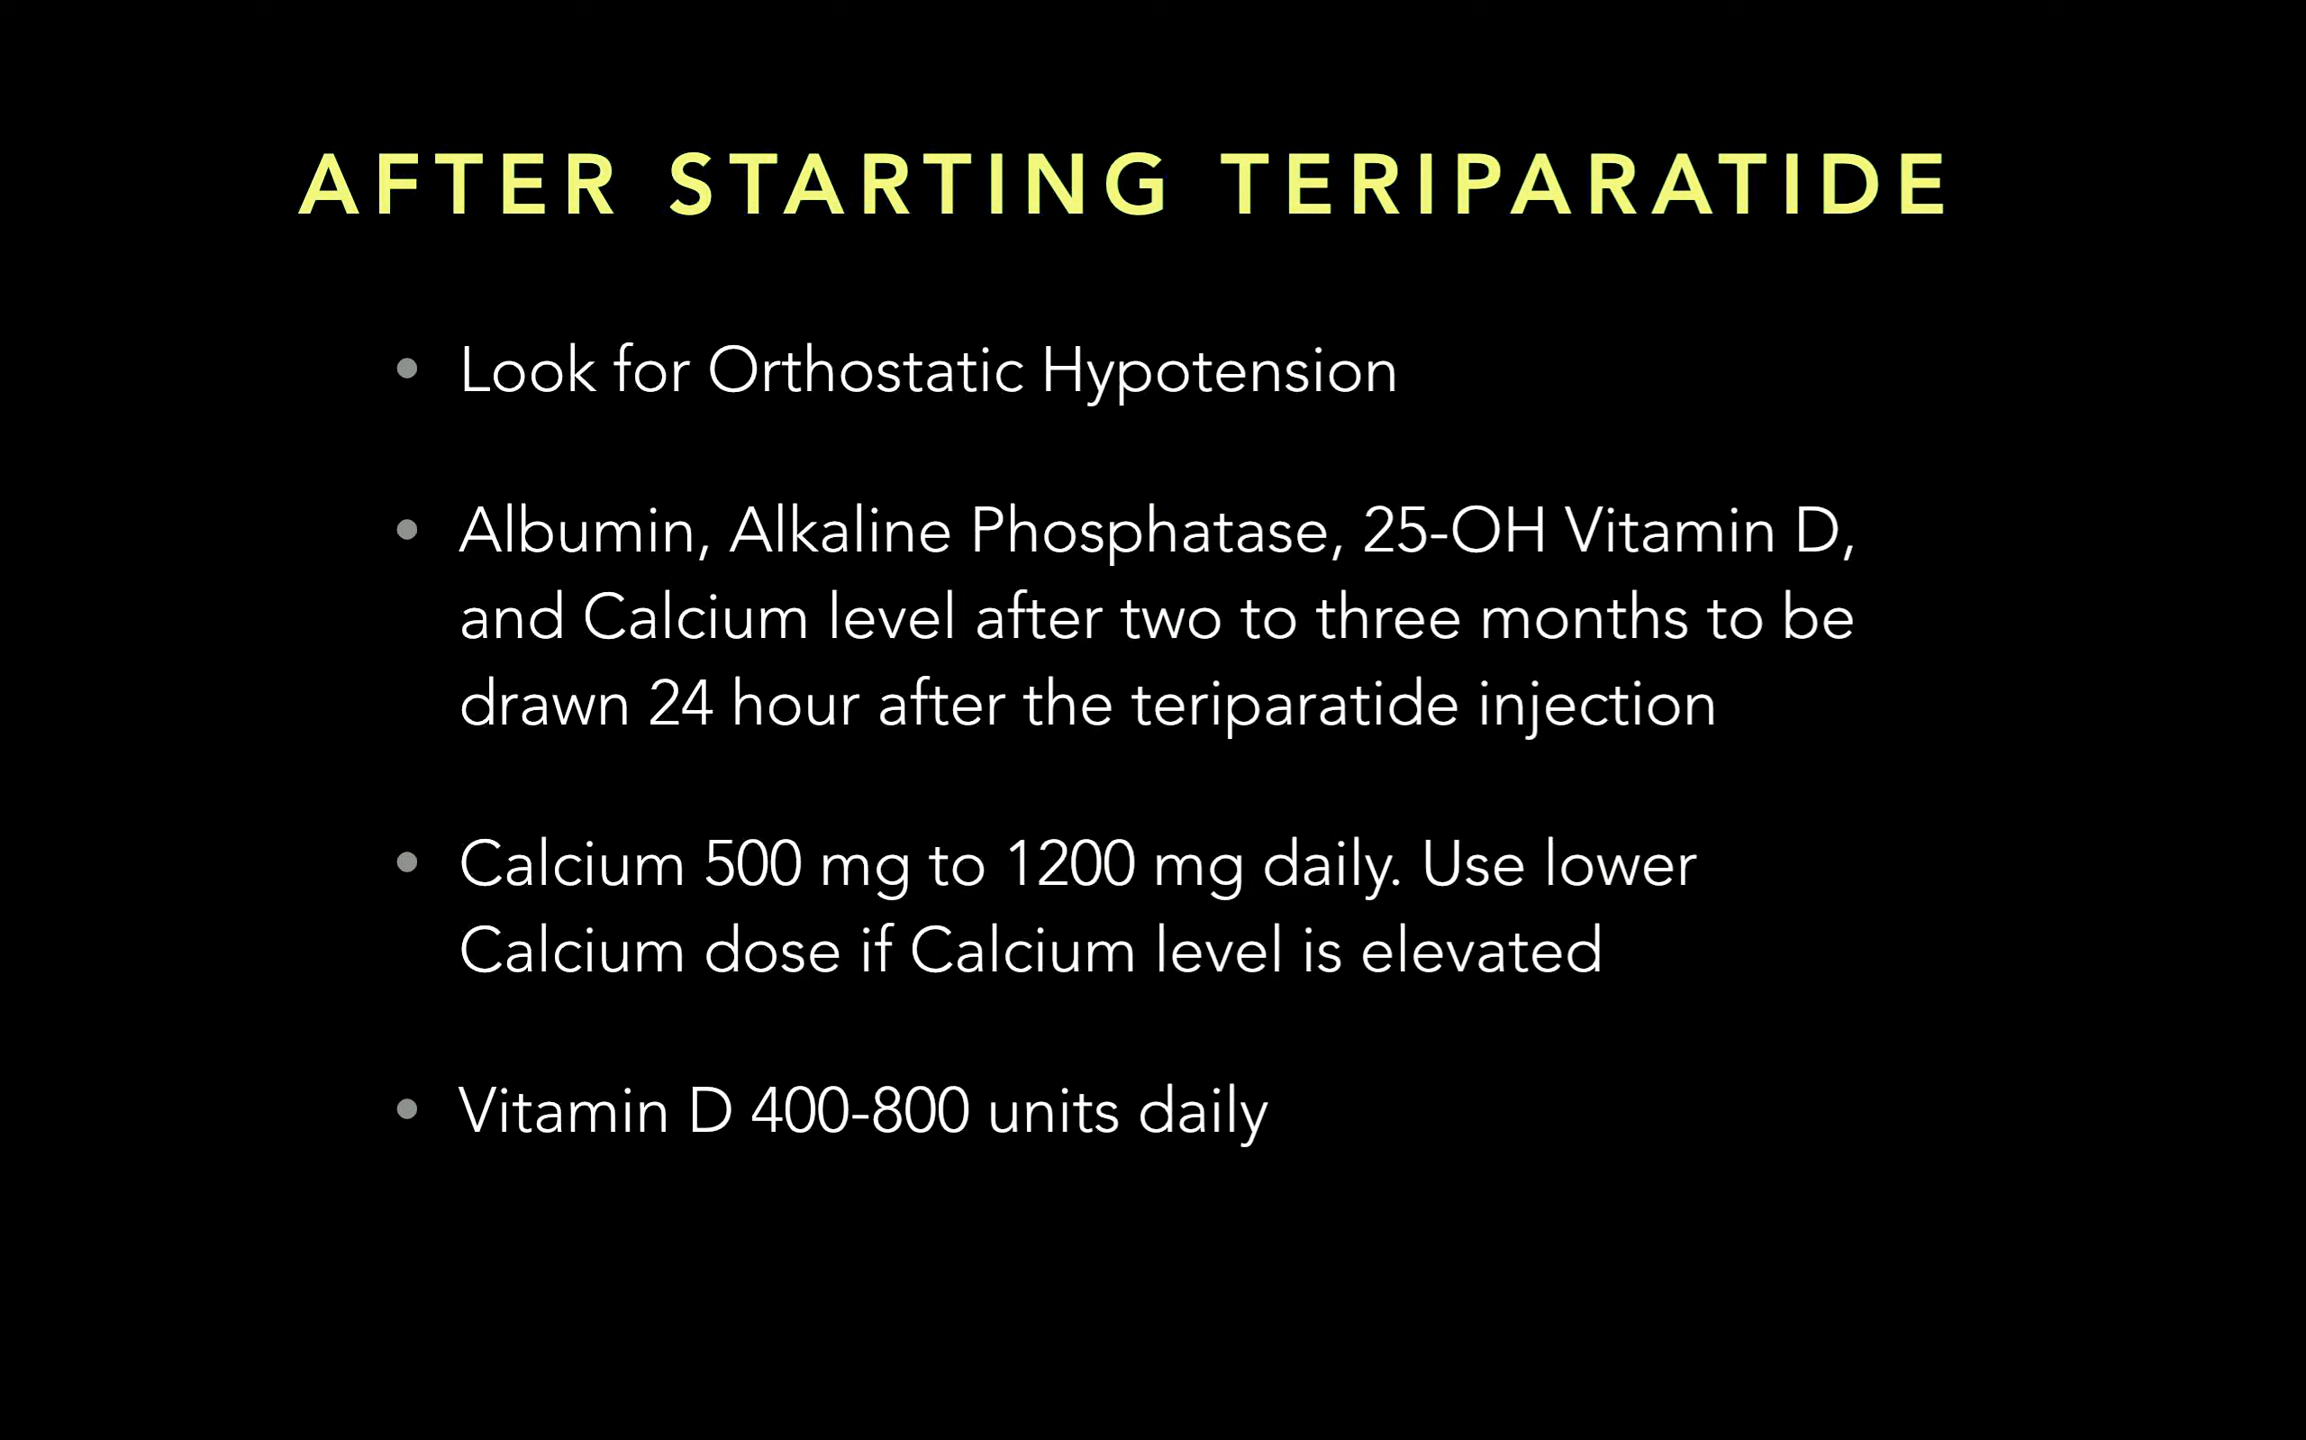 AFTER STARTING TERIPARATIDE
• Look for Orthostatic Hypotension
• Albumin, Alkaline Phosphatase, 25-OH Vitamin D,
and Calcium level after two to three months to be
drawn 24 hour after the teriparatide injection
• Calcium 500 mg to 1200 mg daily. Use lower
Calcium dose if Calcium level is elevated
• Vitamin D 400-800 units daily